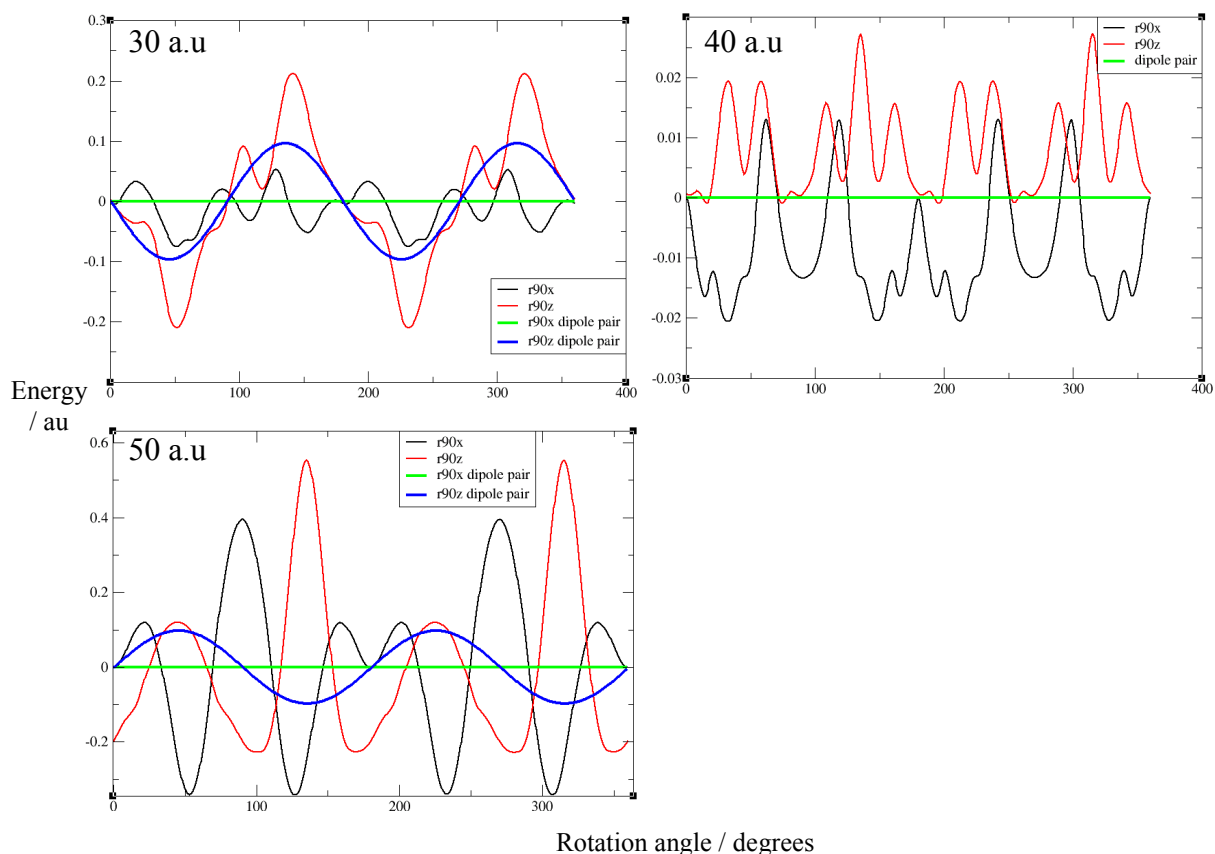 30 a.u
0.3
0.2
0.1
0
-0.1
-0.2
0 100 200 300 400
r90x
r90z
r90x dipole pair
r90z dipole pair
40 a.u
0.02
0.01
0
-0.01
-0.02
-0.03
0 100 200 300 400
r90x
r90z
dipole pair
Energy
/ au
50 a.u
0.6
0.4
0.2
0
-0.2
0 100 200 300
r90x
r90z
r90x dipole pair
r90z dipole pair
Rotation angle / degrees